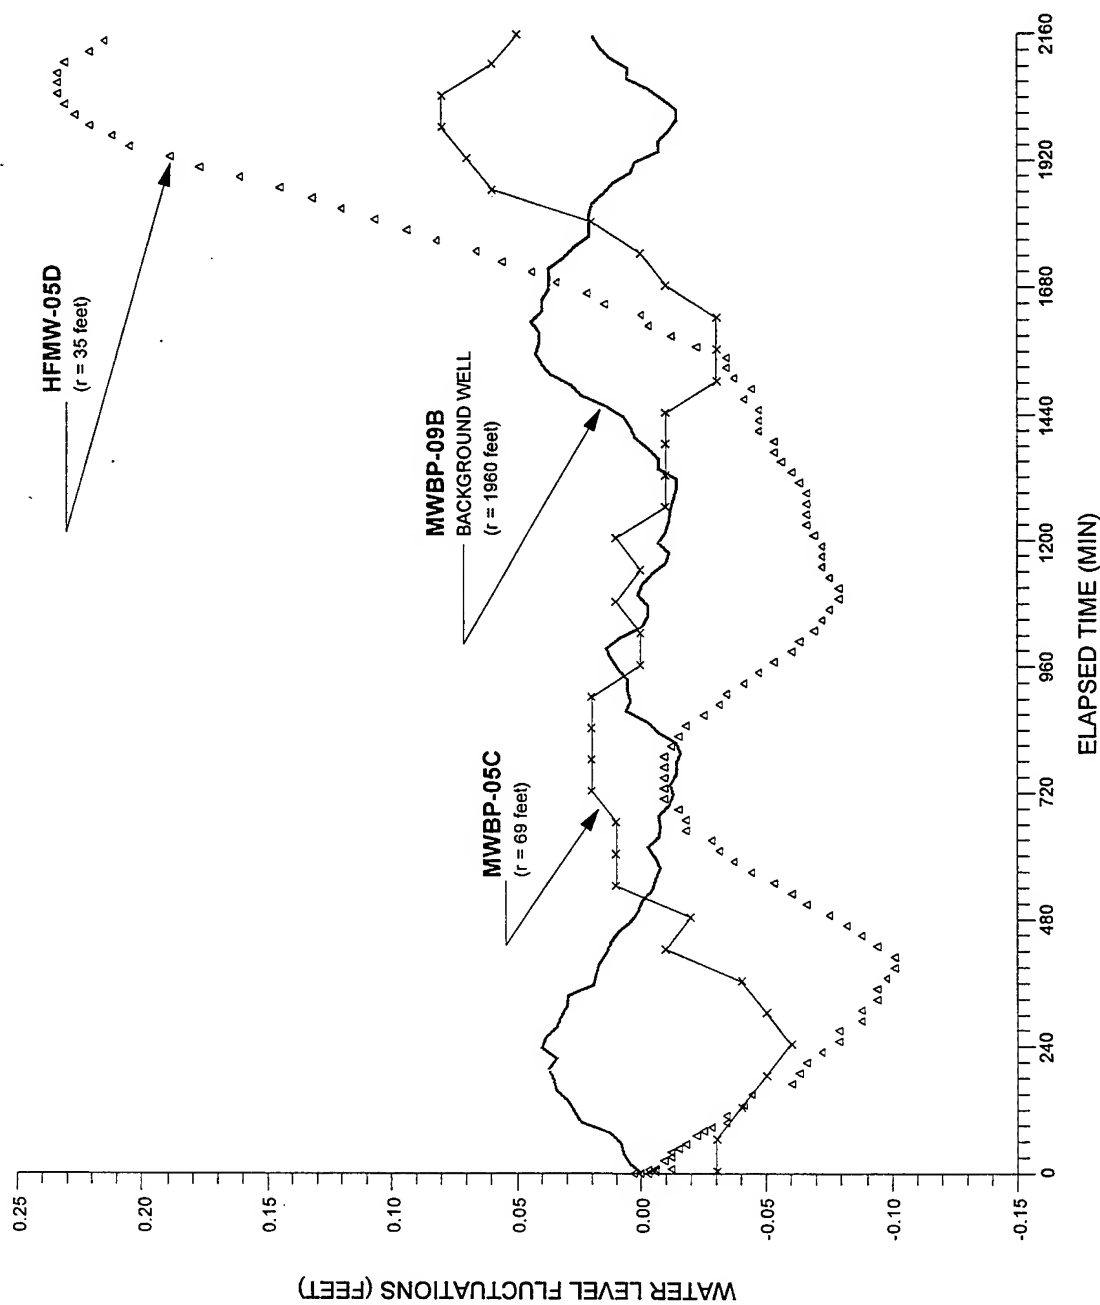 WATER LEVEL FLUCTUATIONS (FEET)
0.25
0.20
0.15
0.10
0.05
0.00
-0.05
-0.10
-0.15
HFMW-05D
(r = 35 feet)
MWBP-09B
BACKGROUND WELL
(r = 1960 feet)
MWBP-05C
(r = 69 feet)
0
240
480
720
960
1200
1440
1680
1920
2160
ELAPSED TIME (MIN)